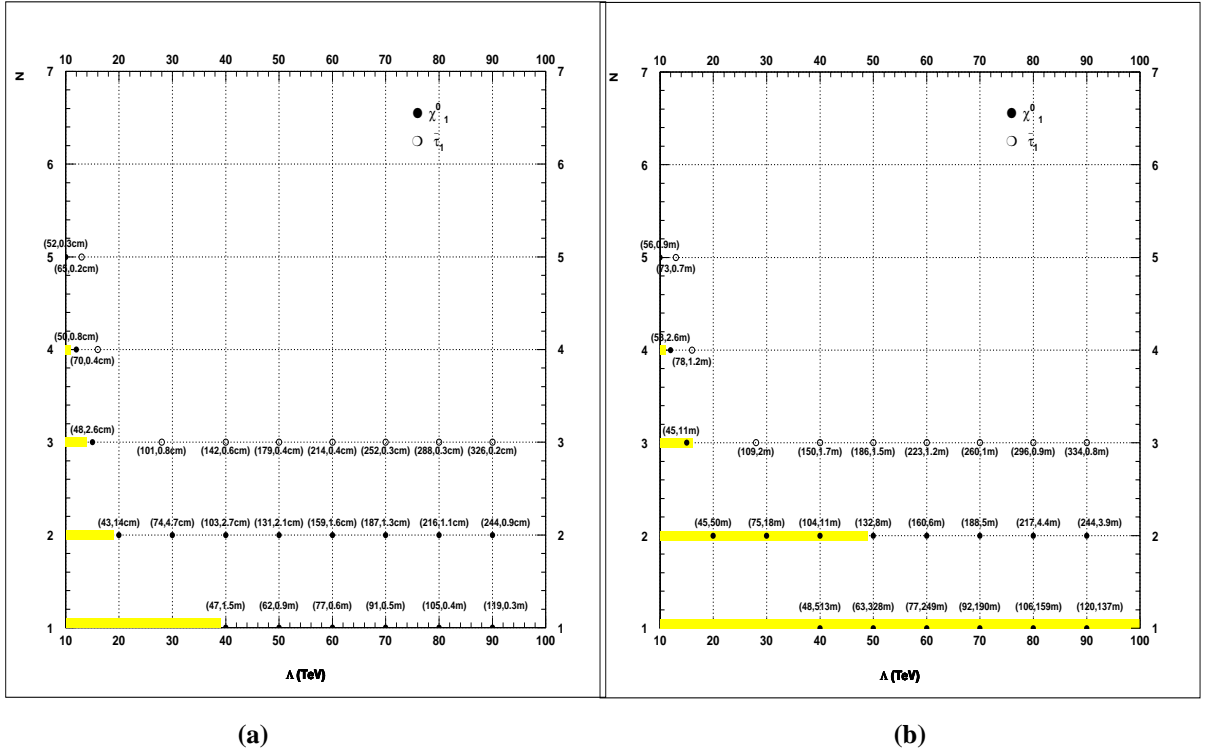 10 20 30 40 50 60 70 80 90 100
7 7
N
χ⁰₁
τ̃₁
6 6
(52,0.3cm)
5 5
(65,0.2cm)
(50,0.8cm)
4 4
(70,0.4cm)
(48,2.6cm)
3 3
(101,0.8cm) (142,0.6cm) (179,0.4cm) (214,0.4cm) (252,0.3cm) (288,0.3cm) (326,0.2cm)
(43,14cm) (74,4.7cm) (103,2.7cm) (131,2.1cm) (159,1.6cm) (187,1.3cm) (216,1.1cm) (244,0.9cm)
2 2
(47,1.5m) (62,0.9m) (77,0.6m) (91,0.5m) (105,0.4m) (119,0.3m)
1 1
10 20 30 40 50 60 70 80 90 100
Λ (TeV)
(a)
10 20 30 40 50 60 70 80 90 100
7 7
N
χ⁰₁
τ̃₁
6 6
(56,0.9m)
5 5
(73,0.7m)
4 4
(78,1.2m)
(45,11m)
3 3
(109,2m) (150,1.7m) (186,1.5m) (223,1.2m) (260,1m) (296,0.9m) (334,0.8m)
(45,50m) (75,18m) (104,11m) (132,8m) (160,6m) (188,5m) (217,4.4m) (244,3.9m)
2 2
(48,513m) (63,328m) (77,249m) (92,190m) (106,159m) (120,137m)
1 1
10 20 30 40 50 60 70 80 90 100
Λ (TeV)
(b)